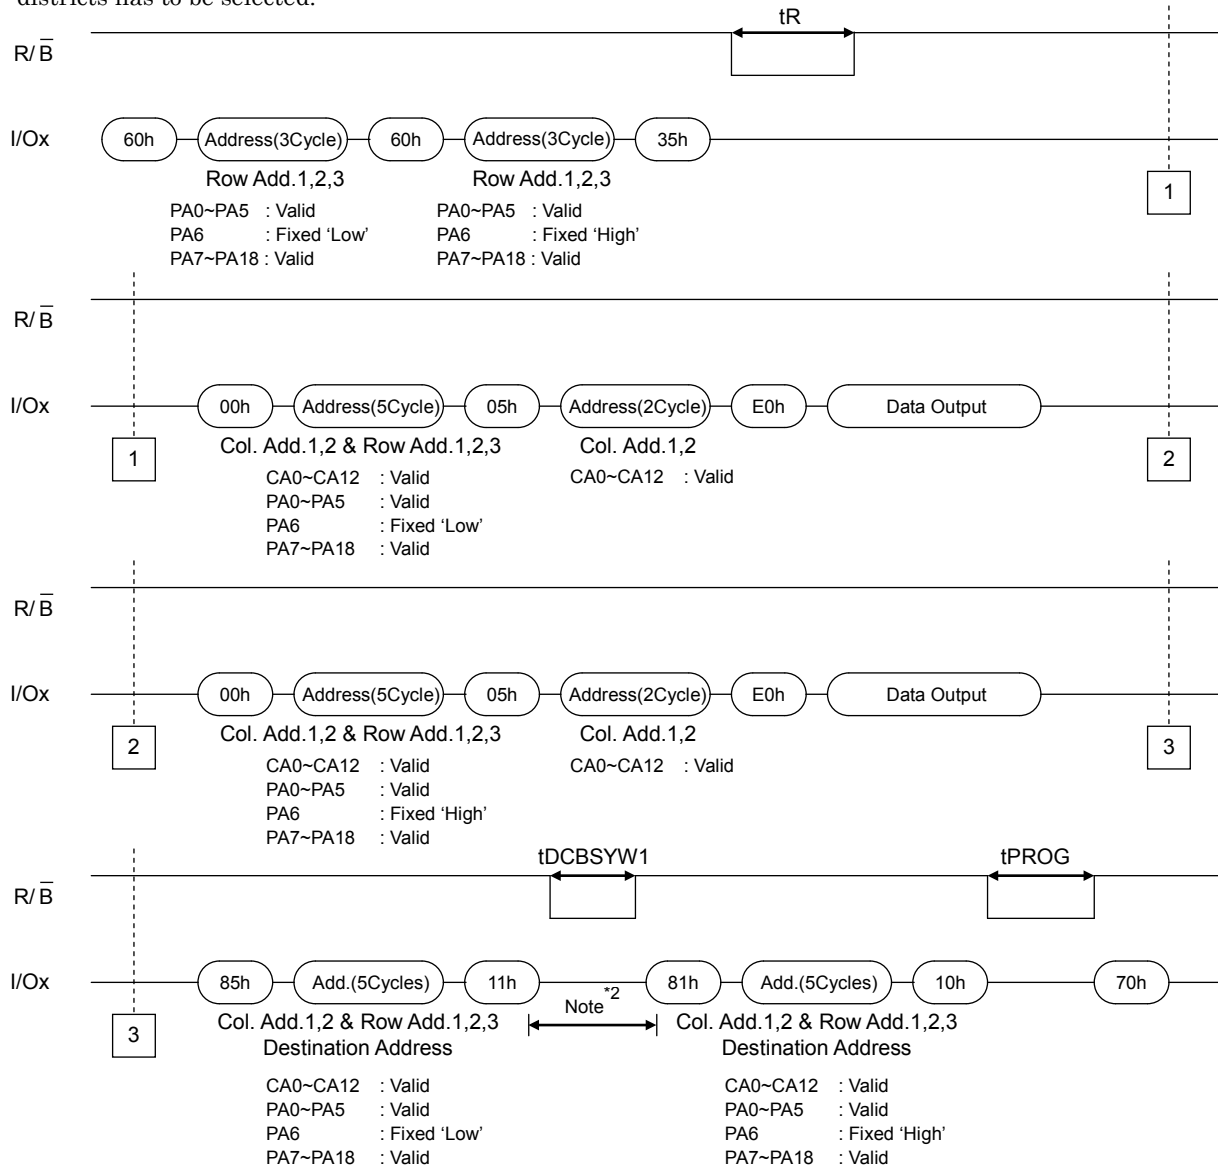 districts has to be selected.
tR
R/B̅
I/Ox
60h Address(3Cycle) 60h Address(3Cycle) 35h
Row Add.1,2,3 Row Add.1,2,3
1
PA0~PA5 : Valid PA0~PA5 : Valid
PA6 : Fixed ‘Low’ PA6 : Fixed ‘High’
PA7~PA18 : Valid PA7~PA18 : Valid
R/B̅
I/Ox
00h Address(5Cycle) 05h Address(2Cycle) E0h Data Output
Col. Add.1,2 & Row Add.1,2,3 Col. Add.1,2
1 2
CA0~CA12 : Valid CA0~CA12 : Valid
PA0~PA5 : Valid
PA6 : Fixed ‘Low’
PA7~PA18 : Valid
R/B̅
I/Ox
00h Address(5Cycle) 05h Address(2Cycle) E0h Data Output
Col. Add.1,2 & Row Add.1,2,3 Col. Add.1,2
2 3
CA0~CA12 : Valid CA0~CA12 : Valid
PA0~PA5 : Valid
PA6 : Fixed ‘High’
PA7~PA18 : Valid
tDCBSYW1 tPROG
R/B̅
I/Ox
85h Add.(5Cycles) 11h Note*2 81h Add.(5Cycles) 10h 70h
Col. Add.1,2 & Row Add.1,2,3 Col. Add.1,2 & Row Add.1,2,3
3
Destination Address Destination Address
CA0~CA12 : Valid CA0~CA12 : Valid
PA0~PA5 : Valid PA0~PA5 : Valid
PA6 : Fixed ‘Low’ PA6 : Fixed ‘High’
PA7~PA18 : Valid PA7~PA18 : Valid